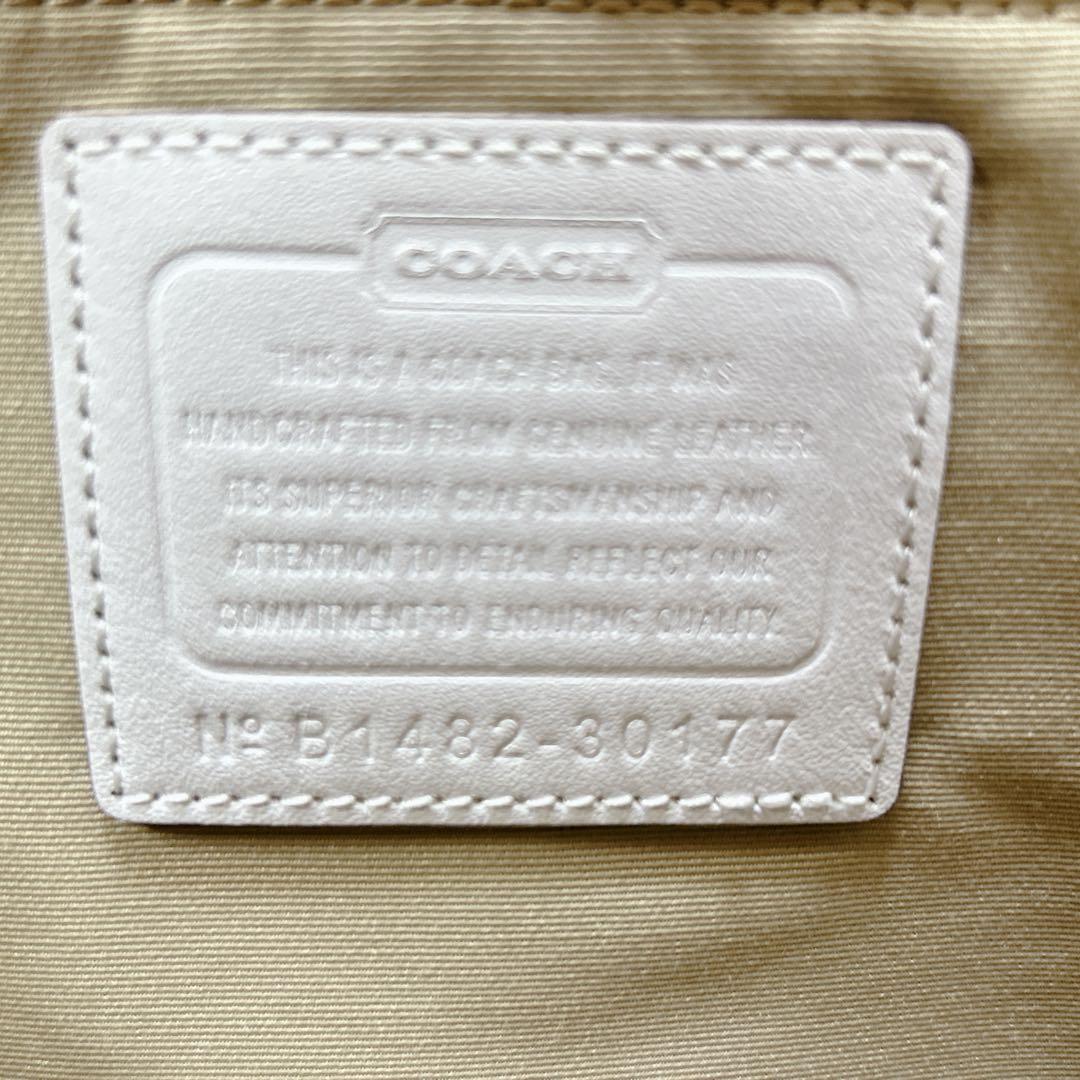 COACH
THIS IS A COACH BAG. IT WAS
HANDCRAFTED FROM GENUINE LEATHER.
ITS SUPERIOR CRAFTSMANSHIP AND
ATTENTION TO DETAIL REFLECT OUR
COMMITMENT TO ENDURING QUALITY.
Nº B1482-30177